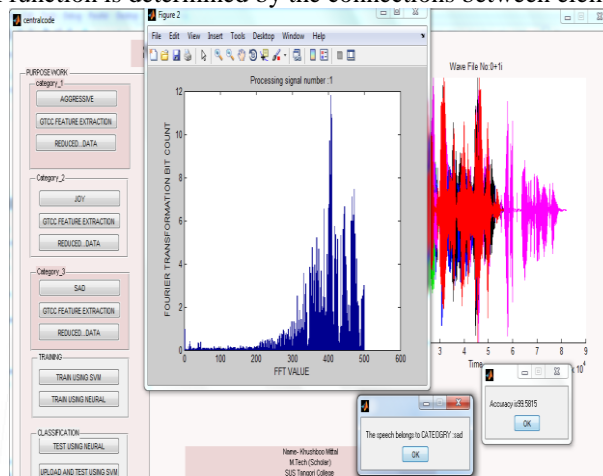 function is determined by the connections between elem
centralcode
Figure 2
File Edit View Insert Tools Desktop Window Help
Processing signal number :1
FOURIER TRANSFORMATION BIT COUNT
12
10
8
6
4
2
0
0 100 200 300 400 500 600
FFT VALUE
Wave File No:0+1i
3 4 5 6 7 8 9
Time
x 10^4
PURPOSE WORK
category_1
AGGRESSIVE
GTCC FEATURE EXTRACTION
REDUCED...DATA
Category_2
JOY
GTCC FEATURE EXTRACTION
REDUCED...DATA
Category_3
SAD
GTCC FEATURE EXTRACTION
REDUCED...DATA
TRAINING
TRAIN USING SVM
TRAIN USING NEURAL
CLASSIFICATION
TEST USING NEURAL
UPLOAD AND TEST USING SVM
The speech belongs to CATEOGRY :sad
OK
Accuracy is99.5815
OK
Name- Khushboo Mittal
M.Tech (Scholar)
SUS Tangori College